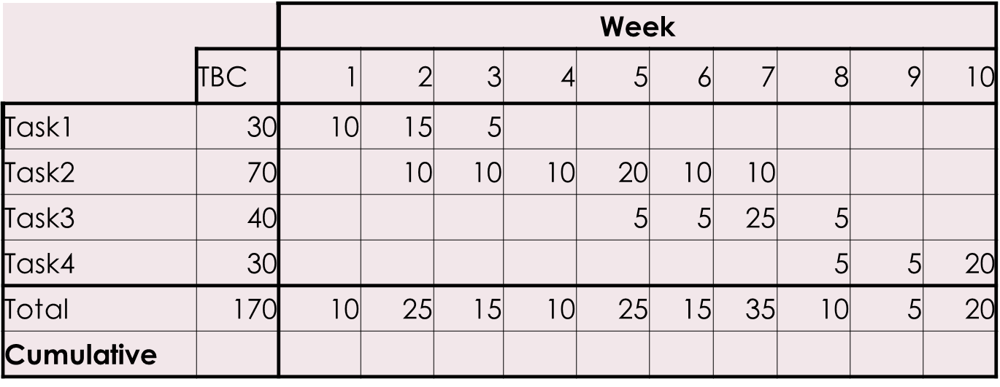 Week
TBC 1 2 3 4 5 6 7 8 9 10
Task1 30 10 15 5
Task2 70 10 10 10 20 10 10
Task3 40 5 5 25 5
Task4 30 5 5 20
Total 170 10 25 15 10 25 15 35 10 5 20
Cumulative